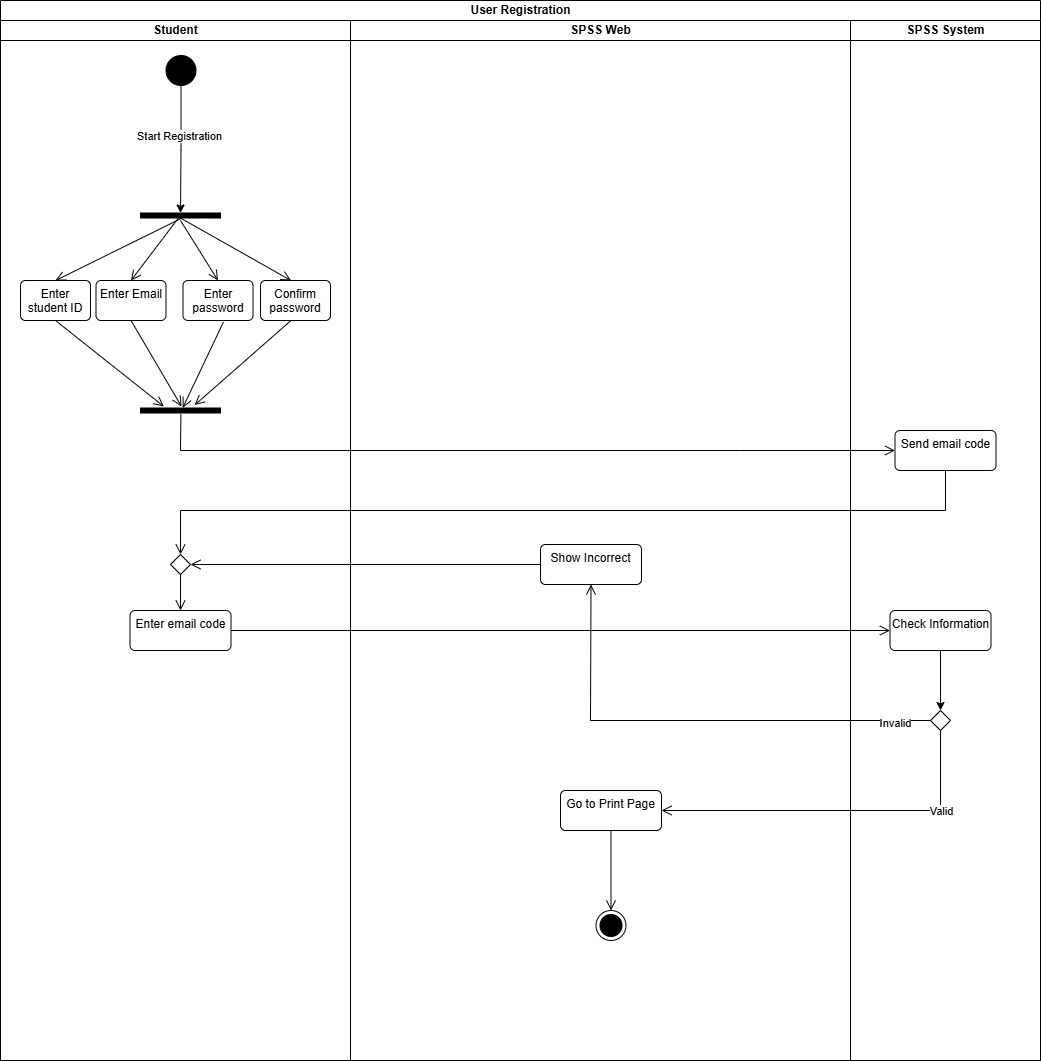 User Registration
Student
SPSS Web
SPSS System
Start Registration
Enter
student ID
Enter Email
Enter
password
Confirm
password
Send email code
Show Incorrect
Enter email code
Check Information
Invalid
Go to Print Page
Valid